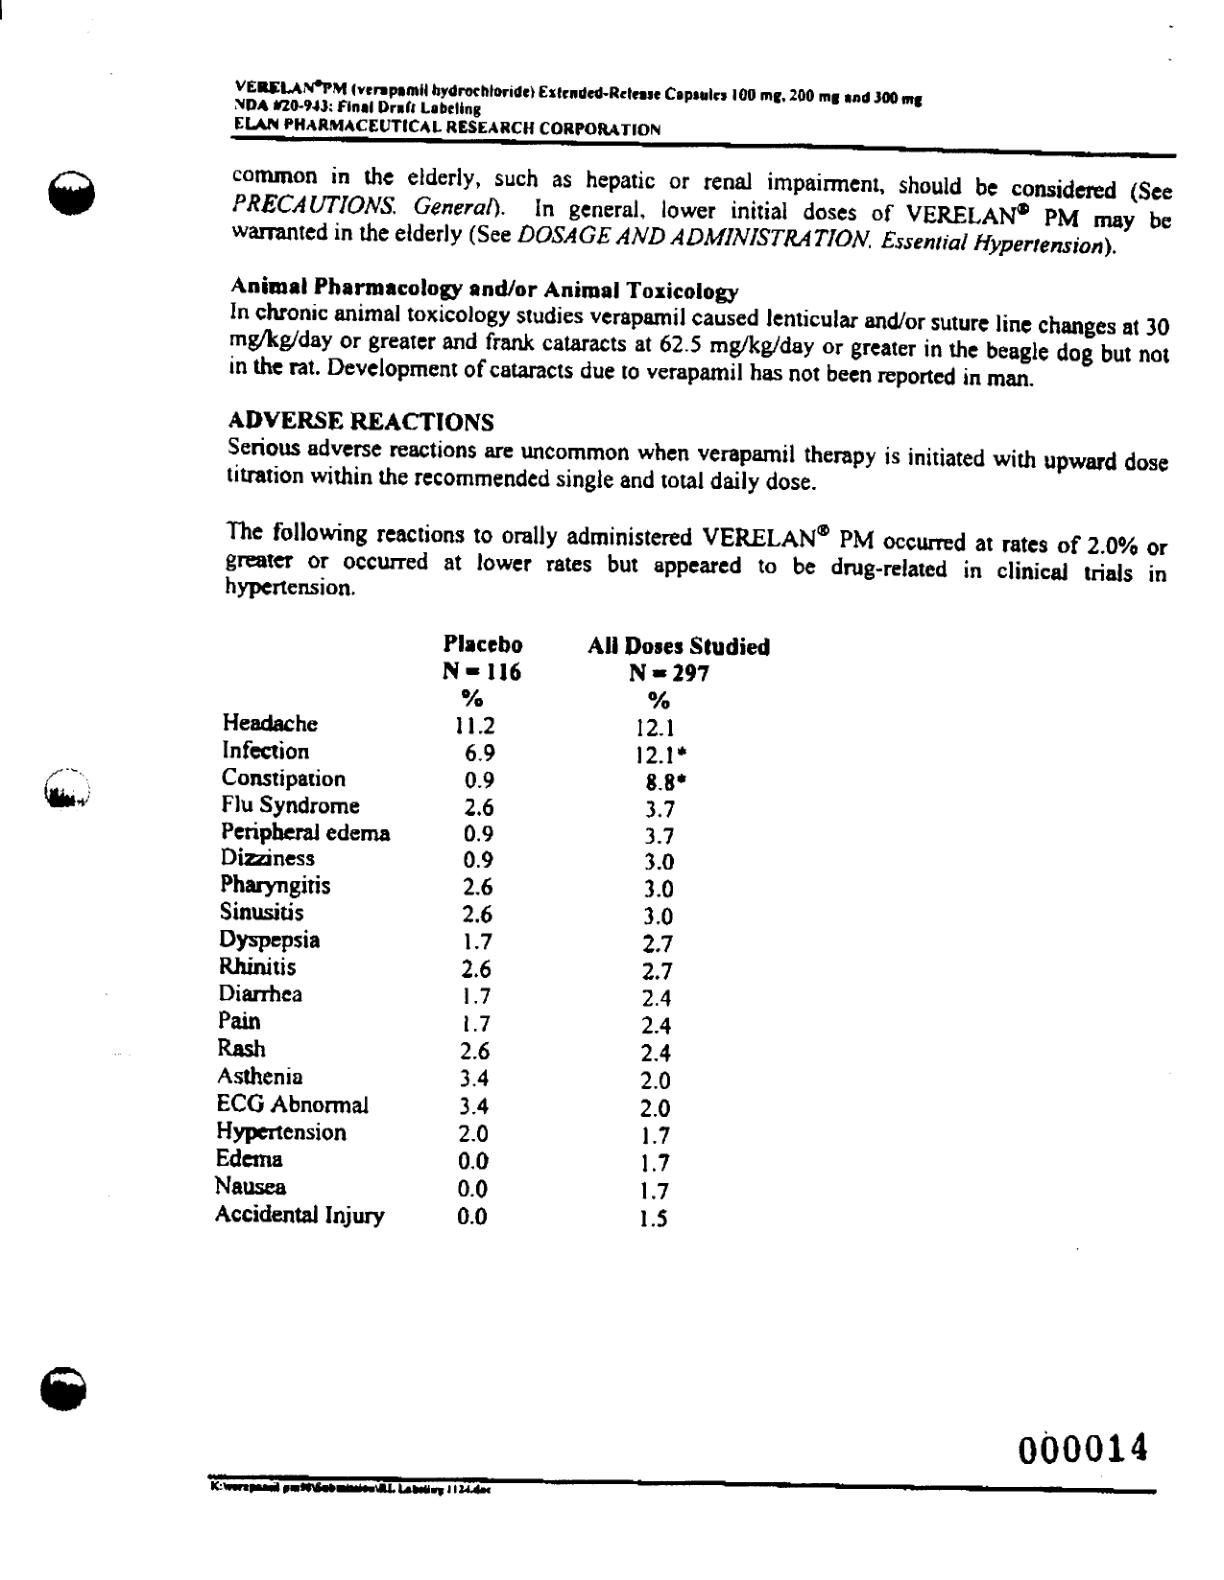 VERELAN®PM (verapamil hydrochloride) Extended-Release Capsules 100 mg, 200 mg and 300 mg
NDA #20-943: Final Draft Labeling
ELAN PHARMACEUTICAL RESEARCH CORPORATION
common in the elderly, such as hepatic or renal impairment, should be considered (See
PRECAUTIONS. General). In general, lower initial doses of VERELAN® PM may be
warranted in the elderly (See DOSAGE AND ADMINISTRATION. Essential Hypertension).
Animal Pharmacology and/or Animal Toxicology
In chronic animal toxicology studies verapamil caused lenticular and/or suture line changes at 30
mg/kg/day or greater and frank cataracts at 62.5 mg/kg/day or greater in the beagle dog but not
in the rat. Development of cataracts due to verapamil has not been reported in man.
ADVERSE REACTIONS
Serious adverse reactions are uncommon when verapamil therapy is initiated with upward dose
titration within the recommended single and total daily dose.
The following reactions to orally administered VERELAN® PM occurred at rates of 2.0% or
greater or occurred at lower rates but appeared to be drug-related in clinical trials in
hypertension.
Placebo All Doses Studied
N = 116 N = 297
% %
Headache 11.2 12.1
Infection 6.9 12.1*
Constipation 0.9 8.8*
Flu Syndrome 2.6 3.7
Peripheral edema 0.9 3.7
Dizziness 0.9 3.0
Pharyngitis 2.6 3.0
Sinusitis 2.6 3.0
Dyspepsia 1.7 2.7
Rhinitis 2.6 2.7
Diarrhea 1.7 2.4
Pain 1.7 2.4
Rash 2.6 2.4
Asthenia 3.4 2.0
ECG Abnormal 3.4 2.0
Hypertension 2.0 1.7
Edema 0.0 1.7
Nausea 0.0 1.7
Accidental Injury 0.0 1.5
000014
Labeling 1124.doc